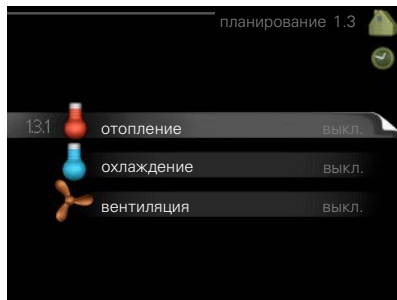 планирование 1.3
1.3.1 отопление выкл.
охлаждение выкл.
вентиляция выкл.